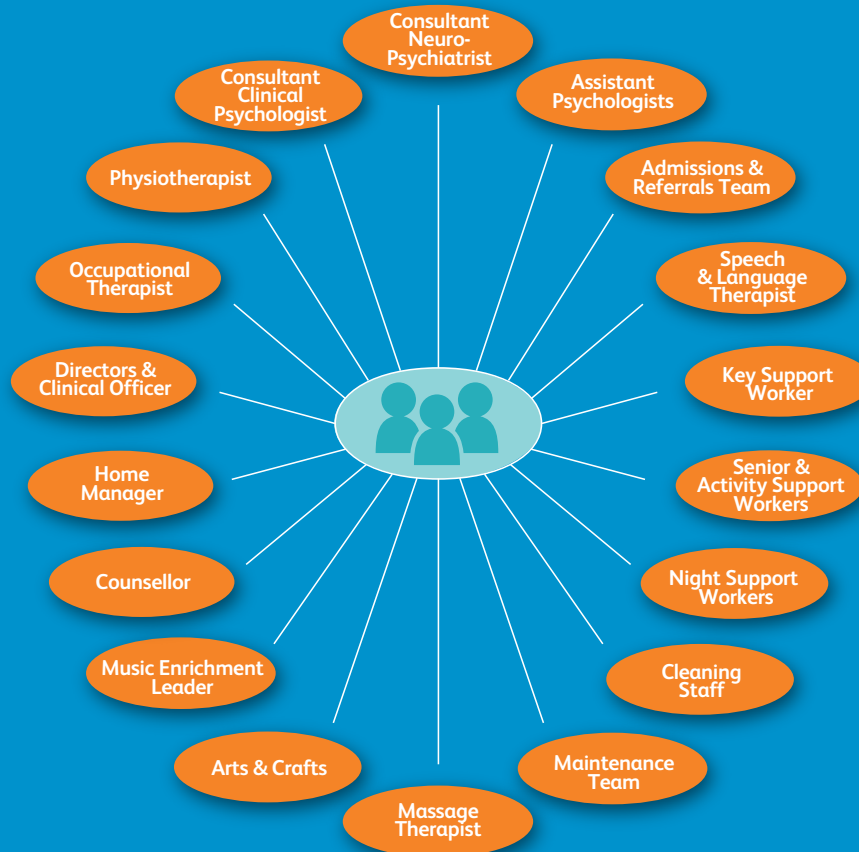 Consultant
Neuro-
Psychiatrist
Assistant
Psychologists
Admissions &
Referrals Team
Speech
& Language
Therapist
Key Support
Worker
Senior &
Activity Support
Workers
Night Support
Workers
Cleaning
Staff
Maintenance
Team
Massage
Therapist
Arts & Crafts
Music Enrichment
Leader
Counsellor
Home
Manager
Directors &
Clinical Officer
Occupational
Therapist
Physiotherapist
Consultant
Clinical
Psychologist